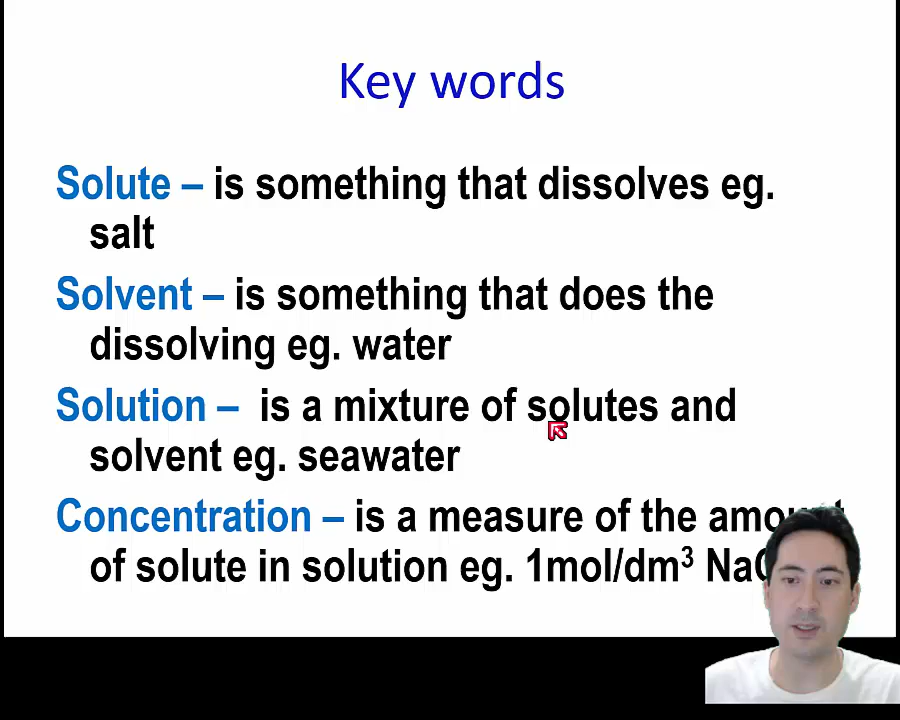 Key words
Solute – is something that dissolves eg.
salt
Solvent – is something that does the
dissolving eg. water
Solution – is a mixture of solutes and
solvent eg. seawater
Concentration – is a measure of the amount
of solute in solution eg. 1mol/dm³